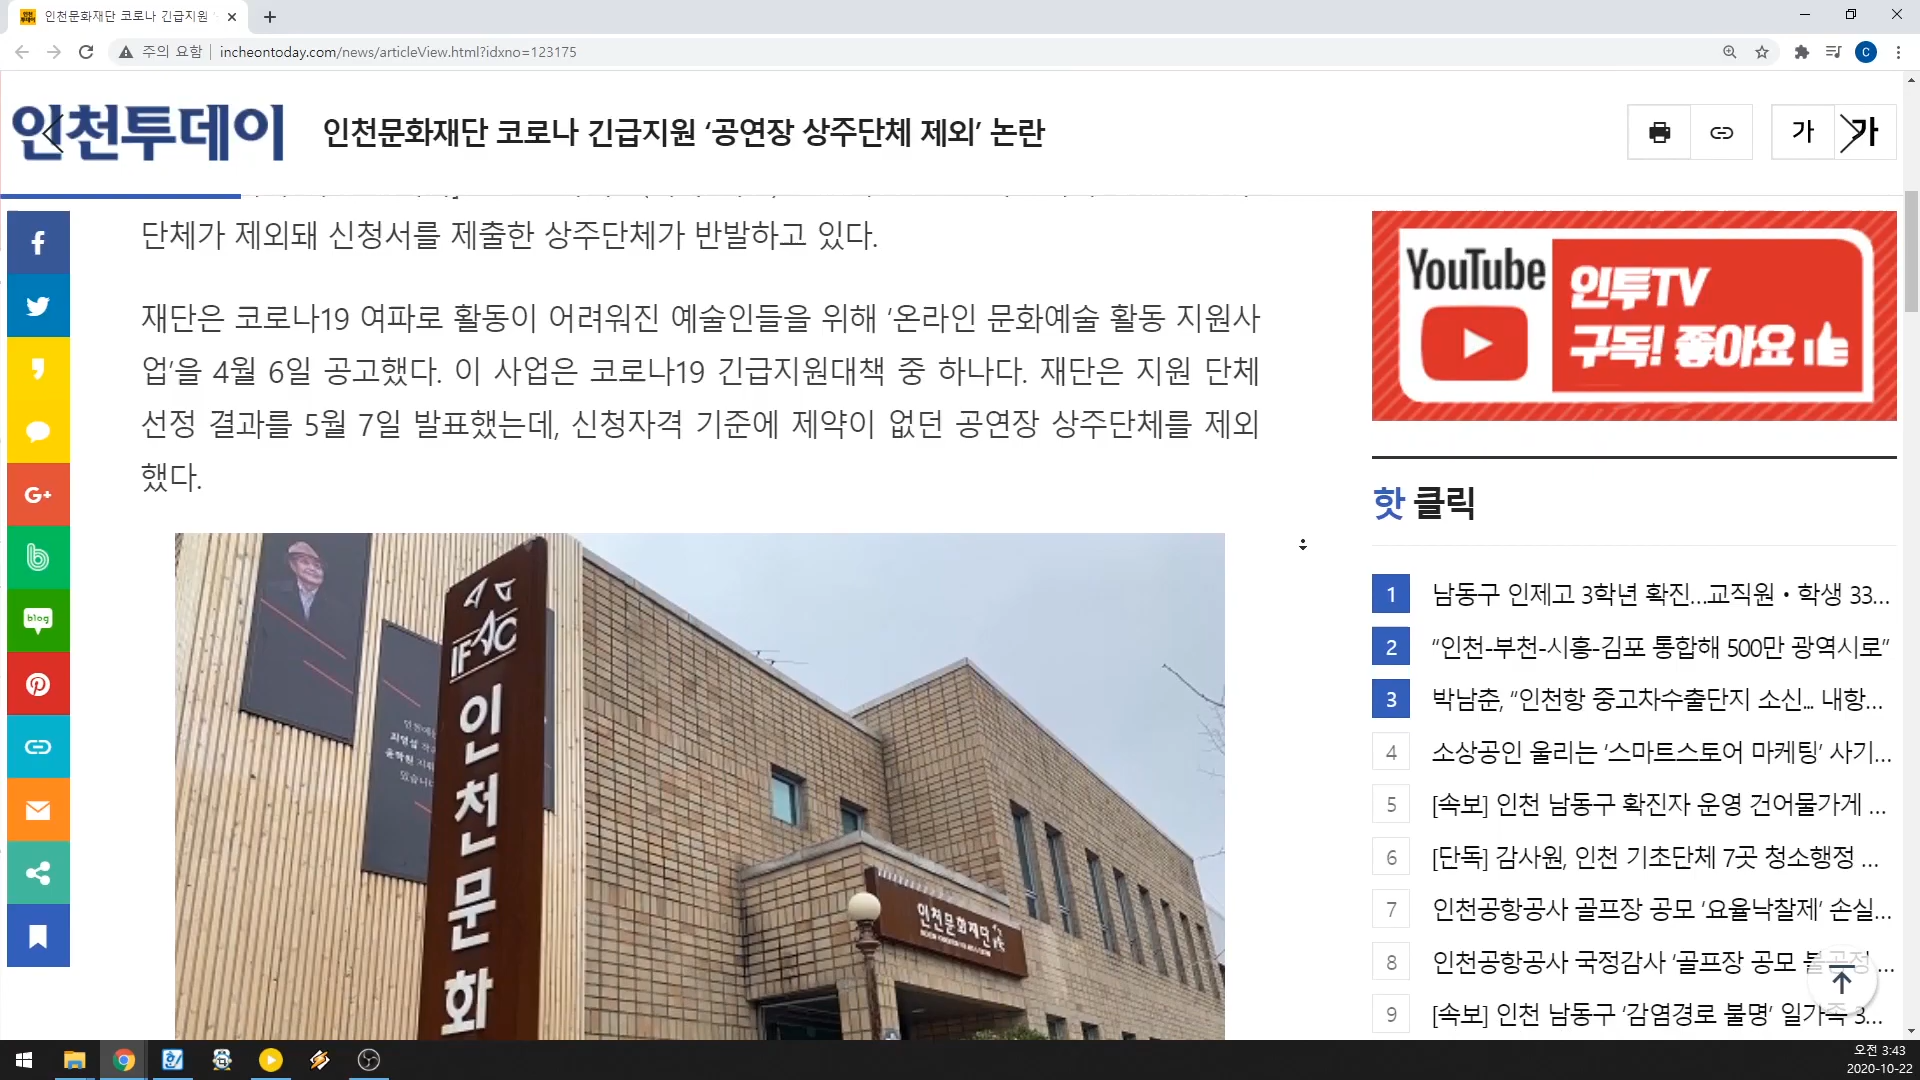 인천문화재단 코로나 긴급지원 '
주의 요함
incheontoday.com/news/articleView.html?idxno=123175
C
인천투데이
인천문화재단 코로나 긴급지원 ‘공연장 상주단체 제외’ 논란
가
가
단체가 제외돼 신청서를 제출한 상주단체가 반발하고 있다.
재단은 코로나19 여파로 활동이 어려워진 예술인들을 위해 ‘온라인 문화예술 활동 지원사
업’을 4월 6일 공고했다. 이 사업은 코로나19 긴급지원대책 중 하나다. 재단은 지원 단체
선정 결과를 5월 7일 발표했는데, 신청자격 기준에 제약이 없던 공연장 상주단체를 제외
했다.
G+
blog
IFAC
인천문화
인천문화재단
YouTube
인투TV
구독! 좋아요
핫 클릭
1 남동구 인제고 3학년 확진...교직원・학생 33...
2 “인천-부천-시흥-김포 통합해 500만 광역시로”
3 박남춘, “인천항 중고차수출단지 소신... 내항...
4 소상공인 울리는 ‘스마트스토어 마케팅’ 사기...
5 [속보] 인천 남동구 확진자 운영 건어물가게 ...
6 [단독] 감사원, 인천 기초단체 7곳 청소행정 ...
7 인천공항공사 골프장 공모 ‘요율낙찰제’ 손실...
8 인천공항공사 국정감사 ‘골프장 공모 불공정 ...
9 [속보] 인천 남동구 ‘감염경로 불명’ 일가족 3...
오전 3:43
2020-10-22